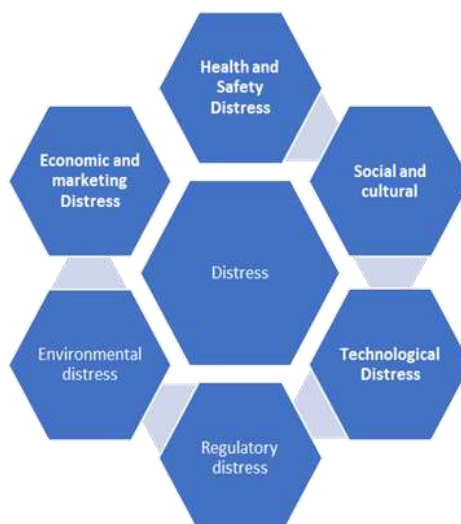 Health and
Safety
Distress
Economic and
marketing
Distress
Social and
cultural
Distress
Environmental
distress
Technological
Distress
Regulatory
distress